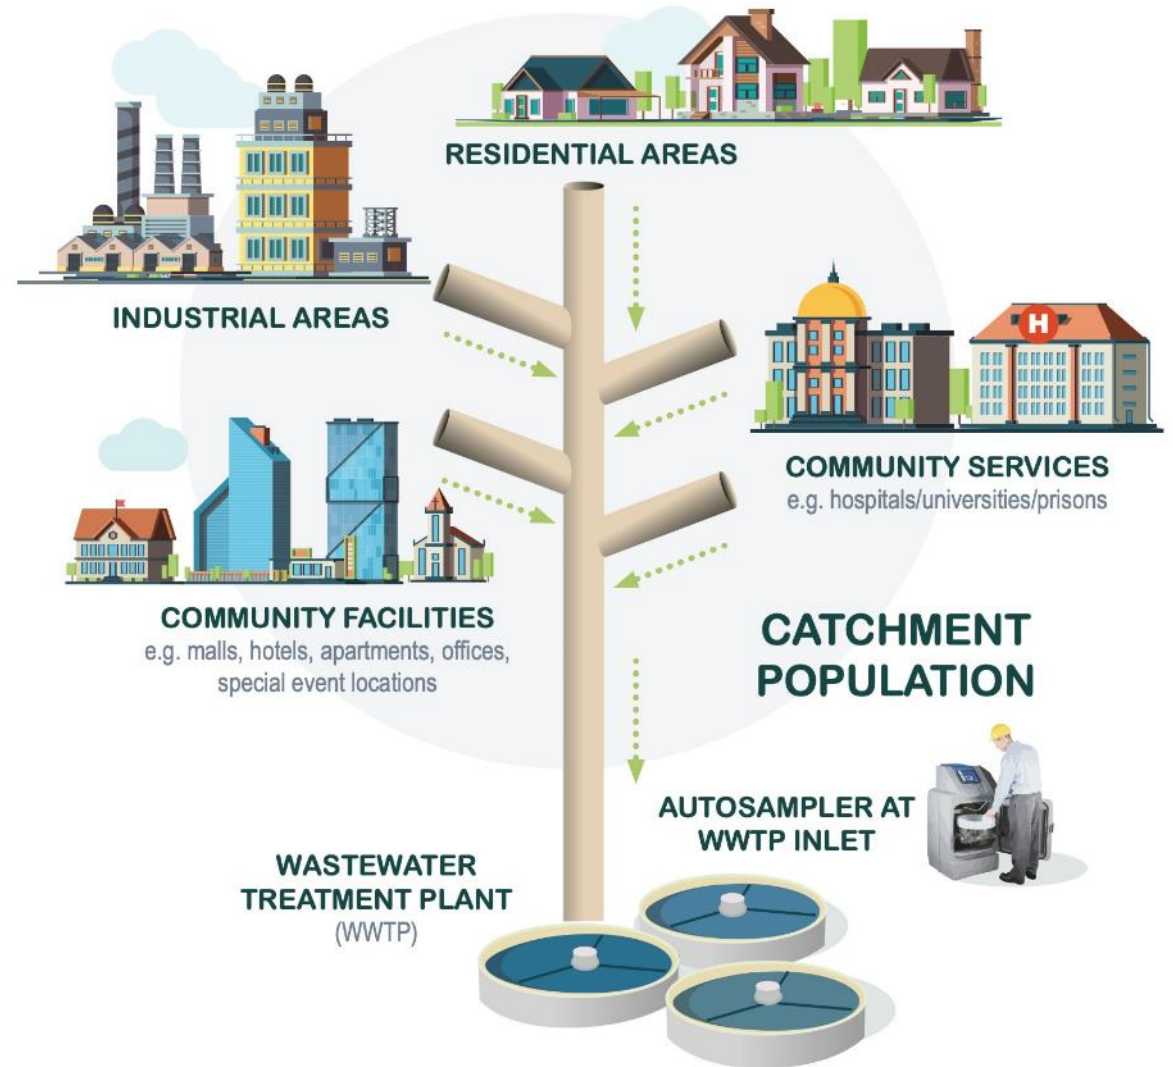 RESIDENTIAL AREAS
INDUSTRIAL AREAS
H
COMMUNITY SERVICES
e.g. hospitals/universities/prisons
COMMUNITY FACILITIES
e.g. malls, hotels, apartments, offices,
special event locations
CATCHMENT
POPULATION
AUTOSAMPLER AT
WWTP INLET
WASTEWATER
TREATMENT PLANT
(WWTP)